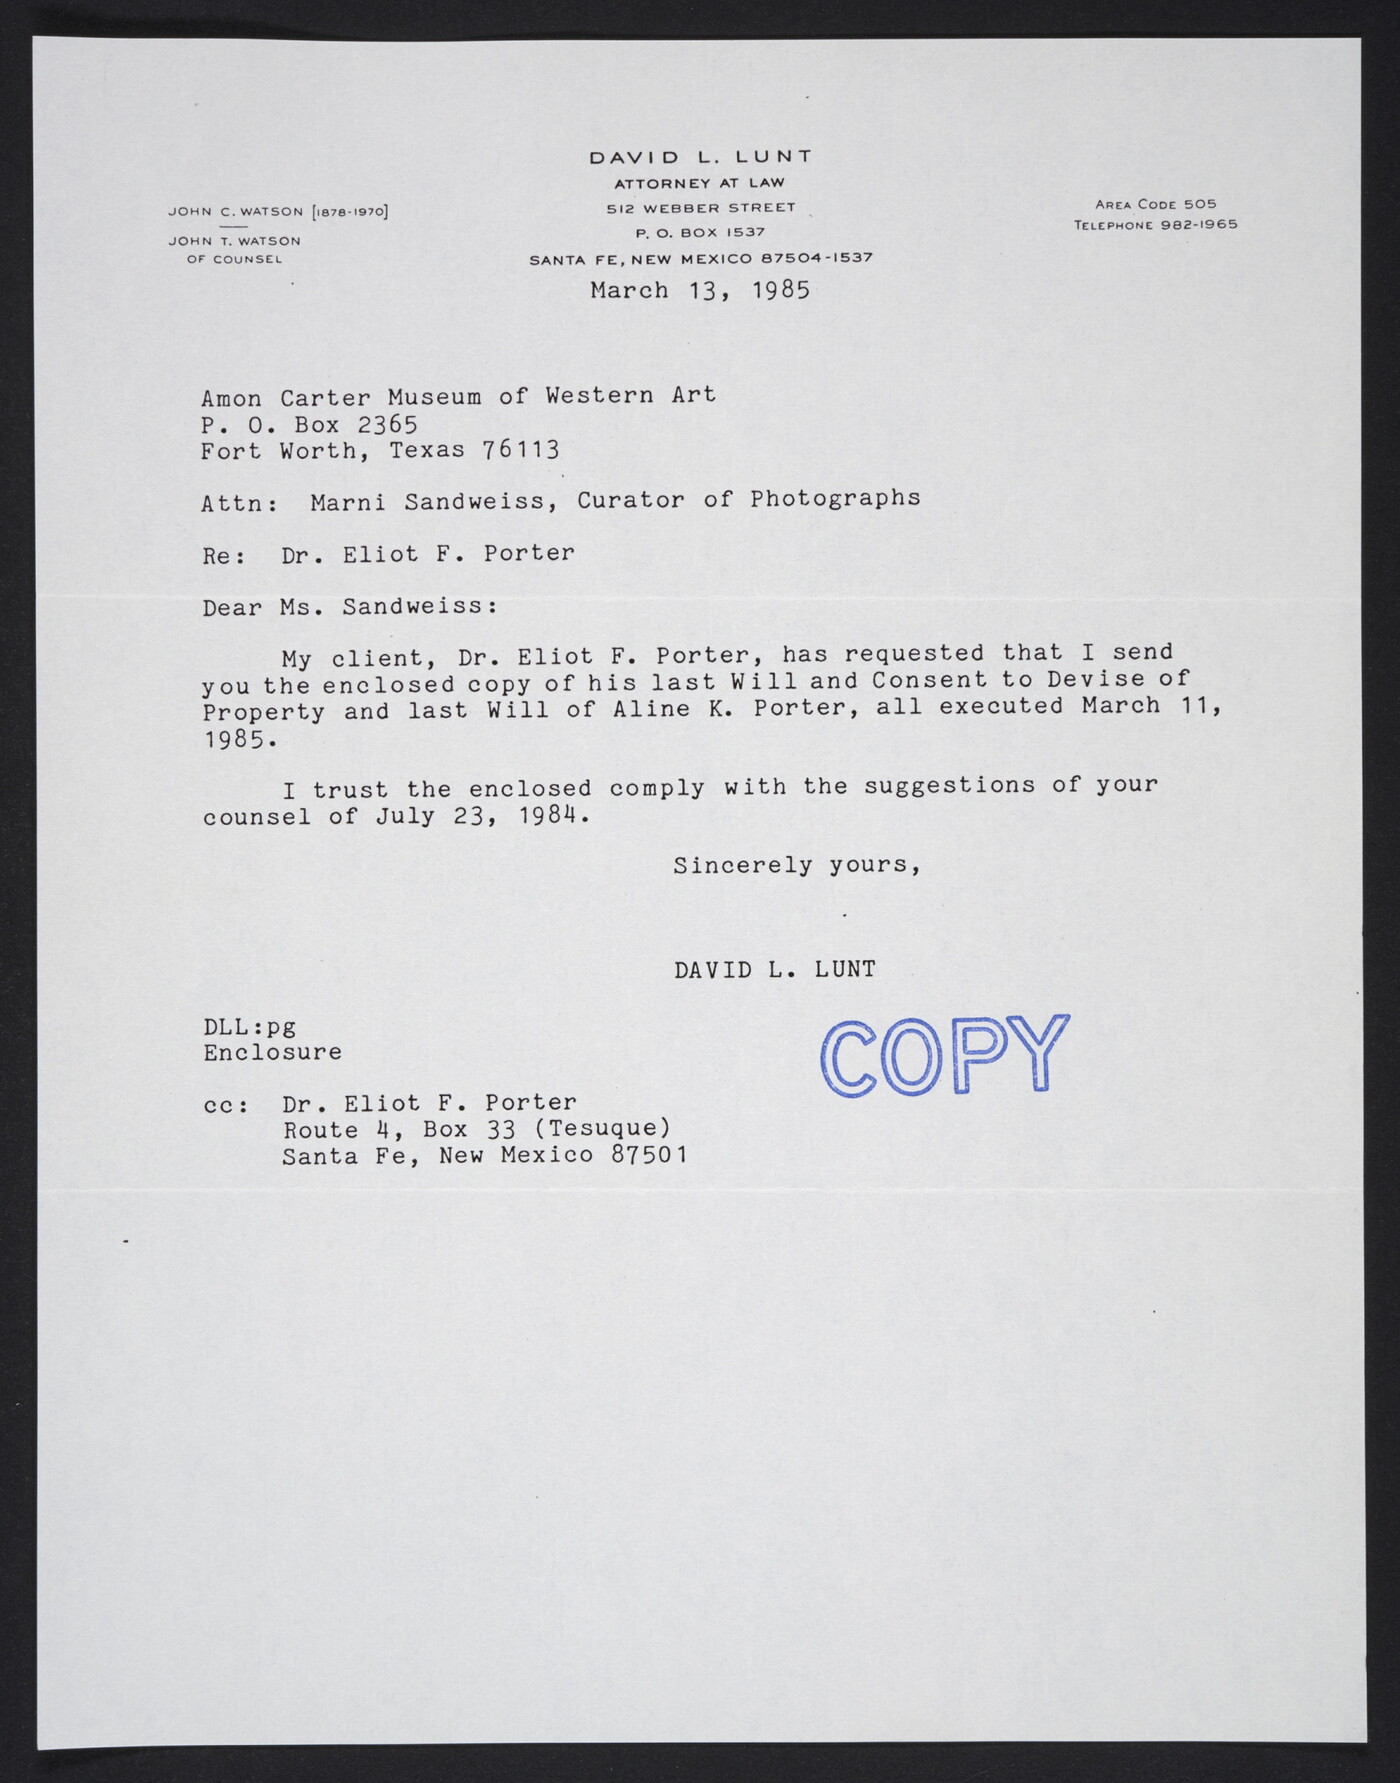 DAVID L. LUNT
ATTORNEY AT LAW
512 WEBBER STREET
P. O. BOX 1537
SANTA FE, NEW MEXICO 87504-1537
JOHN C. WATSON [1878-1970]
JOHN T. WATSON
OF COUNSEL
AREA CODE 505
TELEPHONE 982-1965
March 13, 1985
Amon Carter Museum of Western Art
P. O. Box 2365
Fort Worth, Texas 76113
Attn: Marni Sandweiss, Curator of Photographs
Re: Dr. Eliot F. Porter
Dear Ms. Sandweiss:
My client, Dr. Eliot F. Porter, has requested that I send
you the enclosed copy of his last Will and Consent to Devise of
Property and last Will of Aline K. Porter, all executed March 11,
1985.
I trust the enclosed comply with the suggestions of your
counsel of July 23, 1984.
Sincerely yours,
DAVID L. LUNT
DLL:pg
Enclosure
COPY
cc: Dr. Eliot F. Porter
Route 4, Box 33 (Tesuque)
Santa Fe, New Mexico 87501